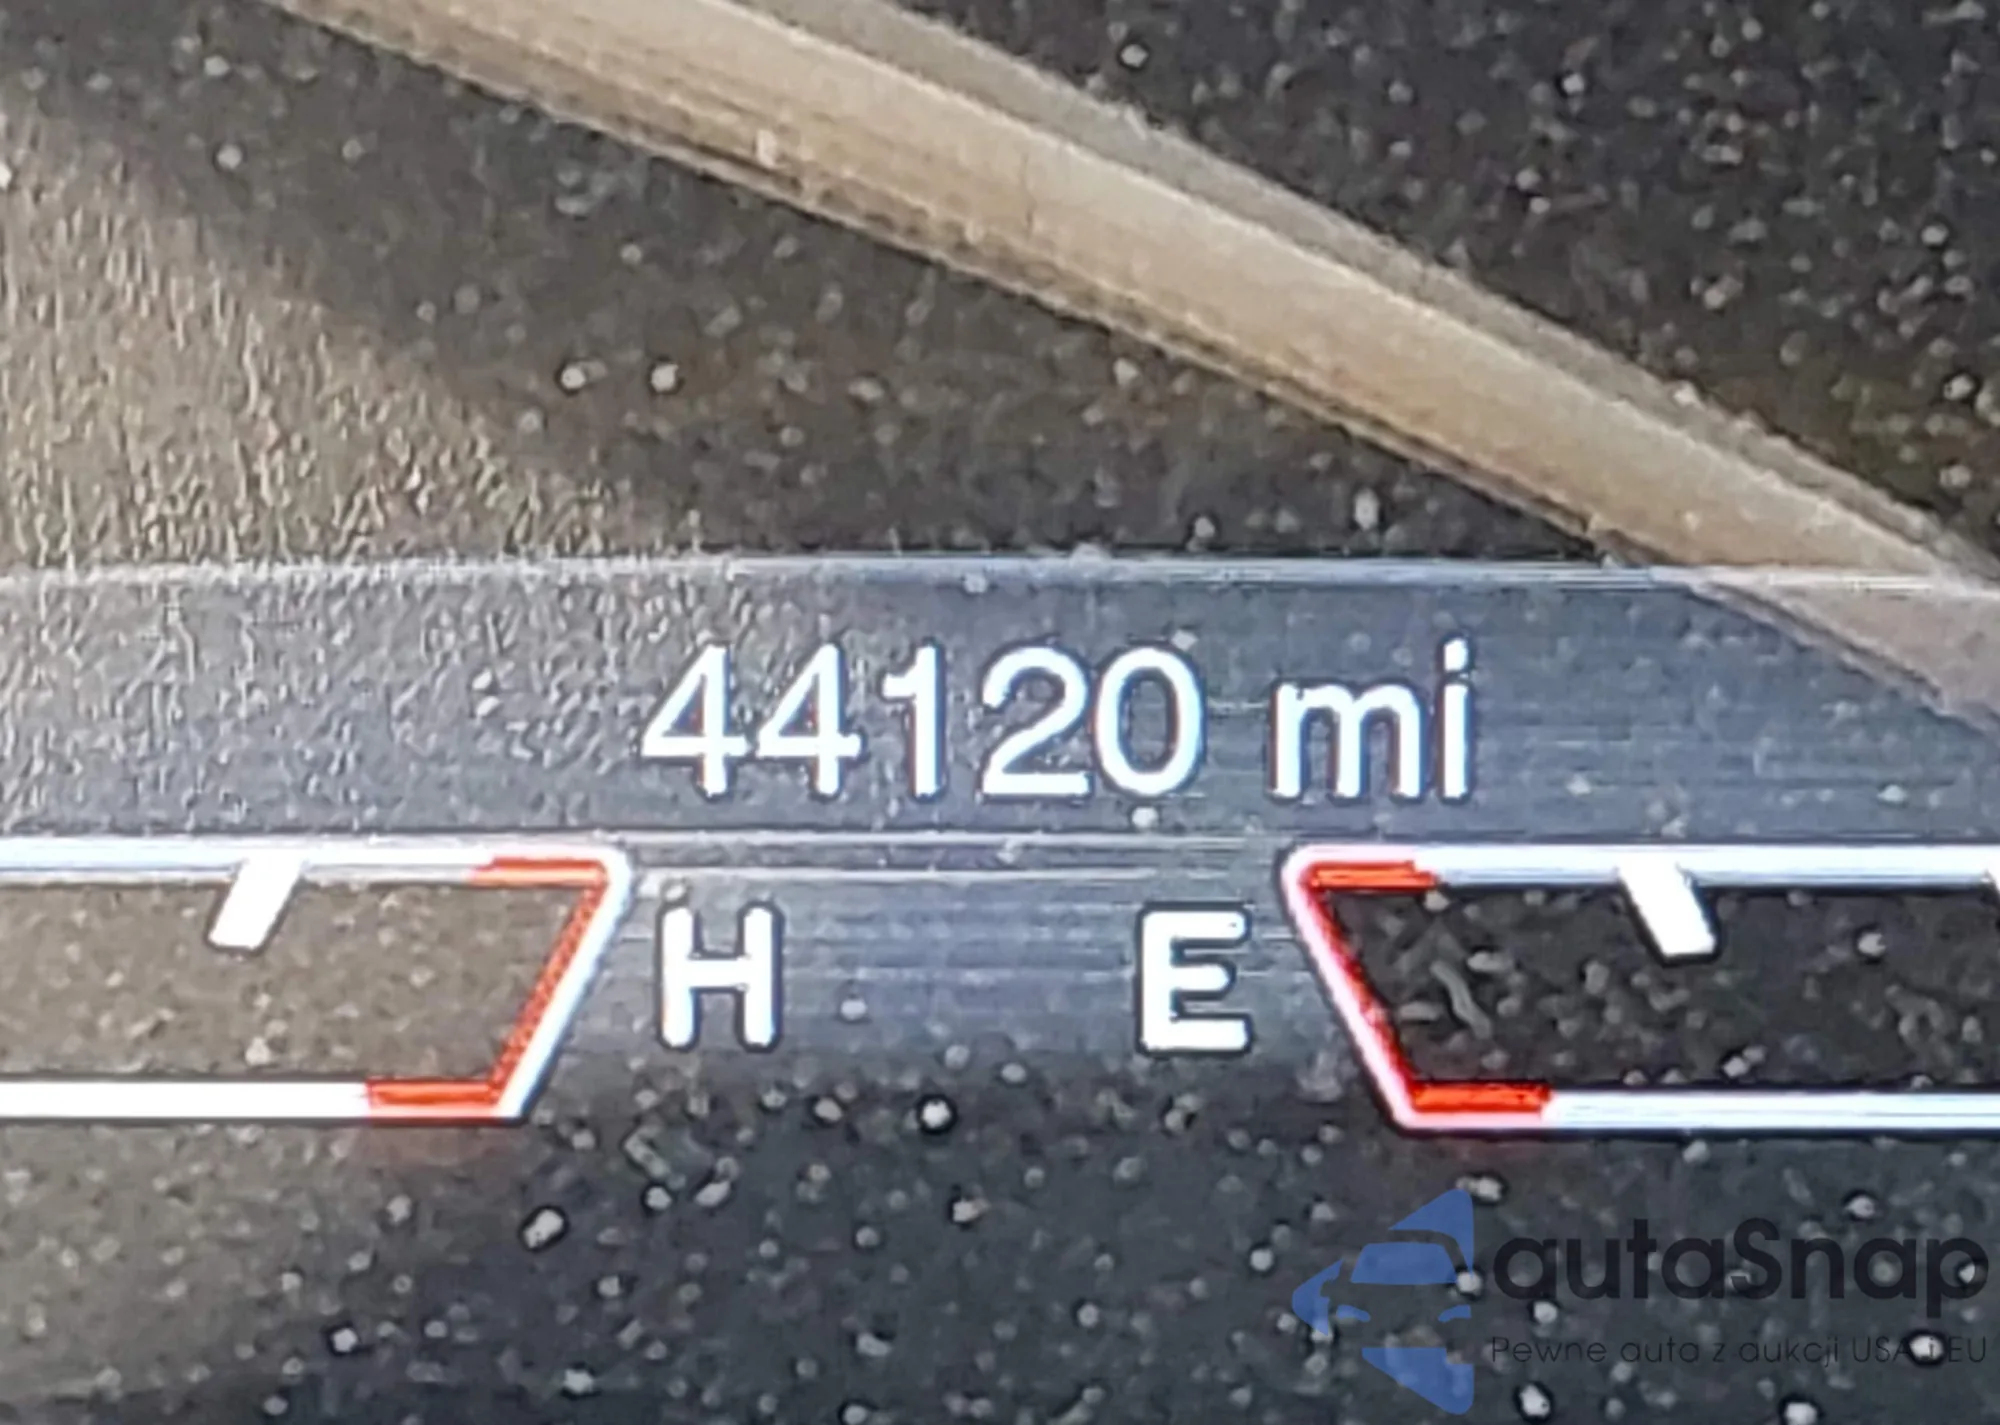 44120 mi
H E
autaSnap
Pewne auta z aukcji USA i EU